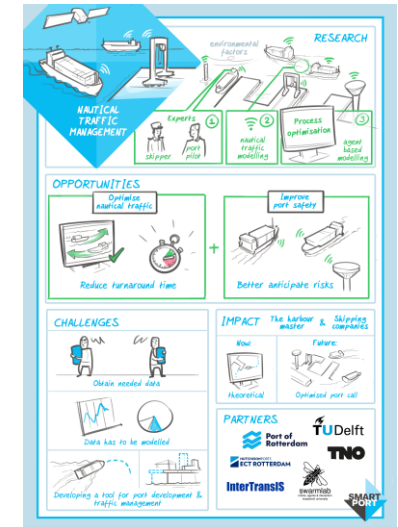 RESEARCH
environmental
factors
NAUTICAL
TRAFFIC
MANAGEMENT
Experts
1
skipper
port
pilot
2
nautical
traffic
modelling
Process
optimization
3
agent
based
modelling
OPPORTUNITIES
Optimise
nautical traffic
Reduce turnaround time
+
Improve
port safety
Better anticipate risks
CHALLENGES
Obtain needed data
Data has to be modelled
Developing a tool for port development &
traffic management
IMPACT The harbour master & Shipping companies
Now:
theoretical
Future:
Optimised port call
PARTNERS
Port of
Rotterdam
TUDelft
ECT ROTTERDAM
TNO
InterTransIS
swarmlab
SMART
PORT